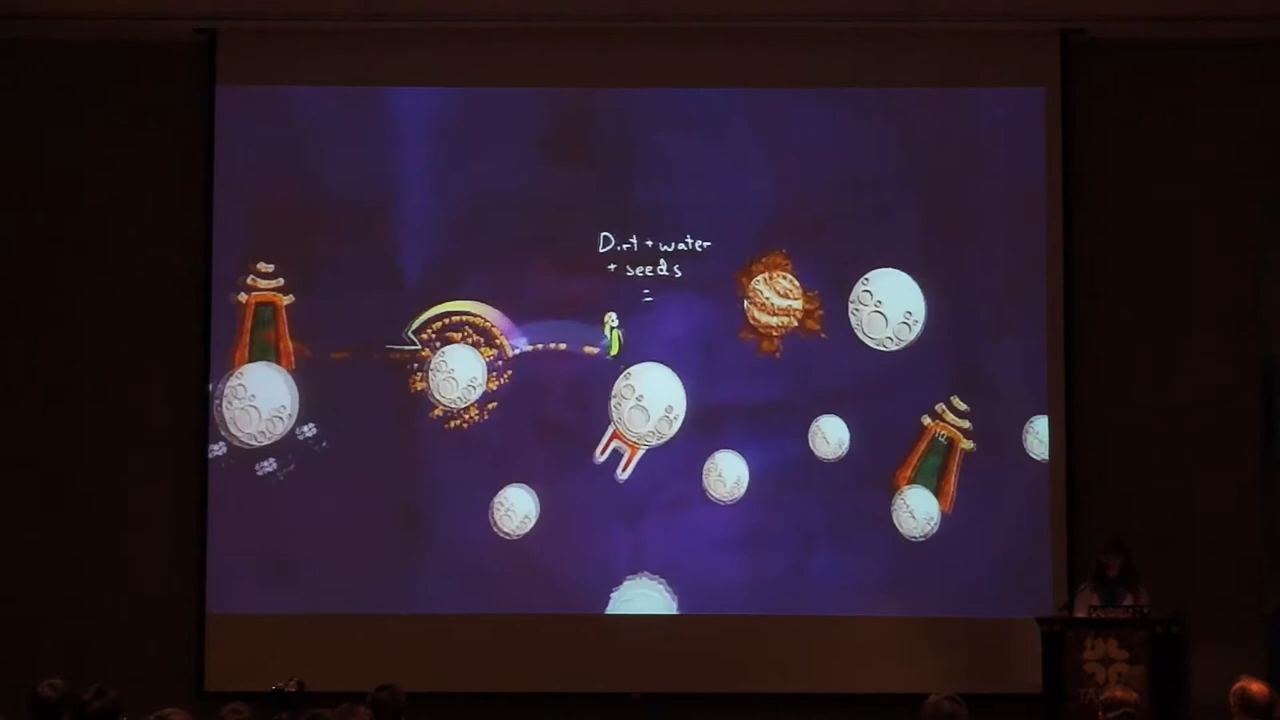 Dirt + water
+ seeds
=